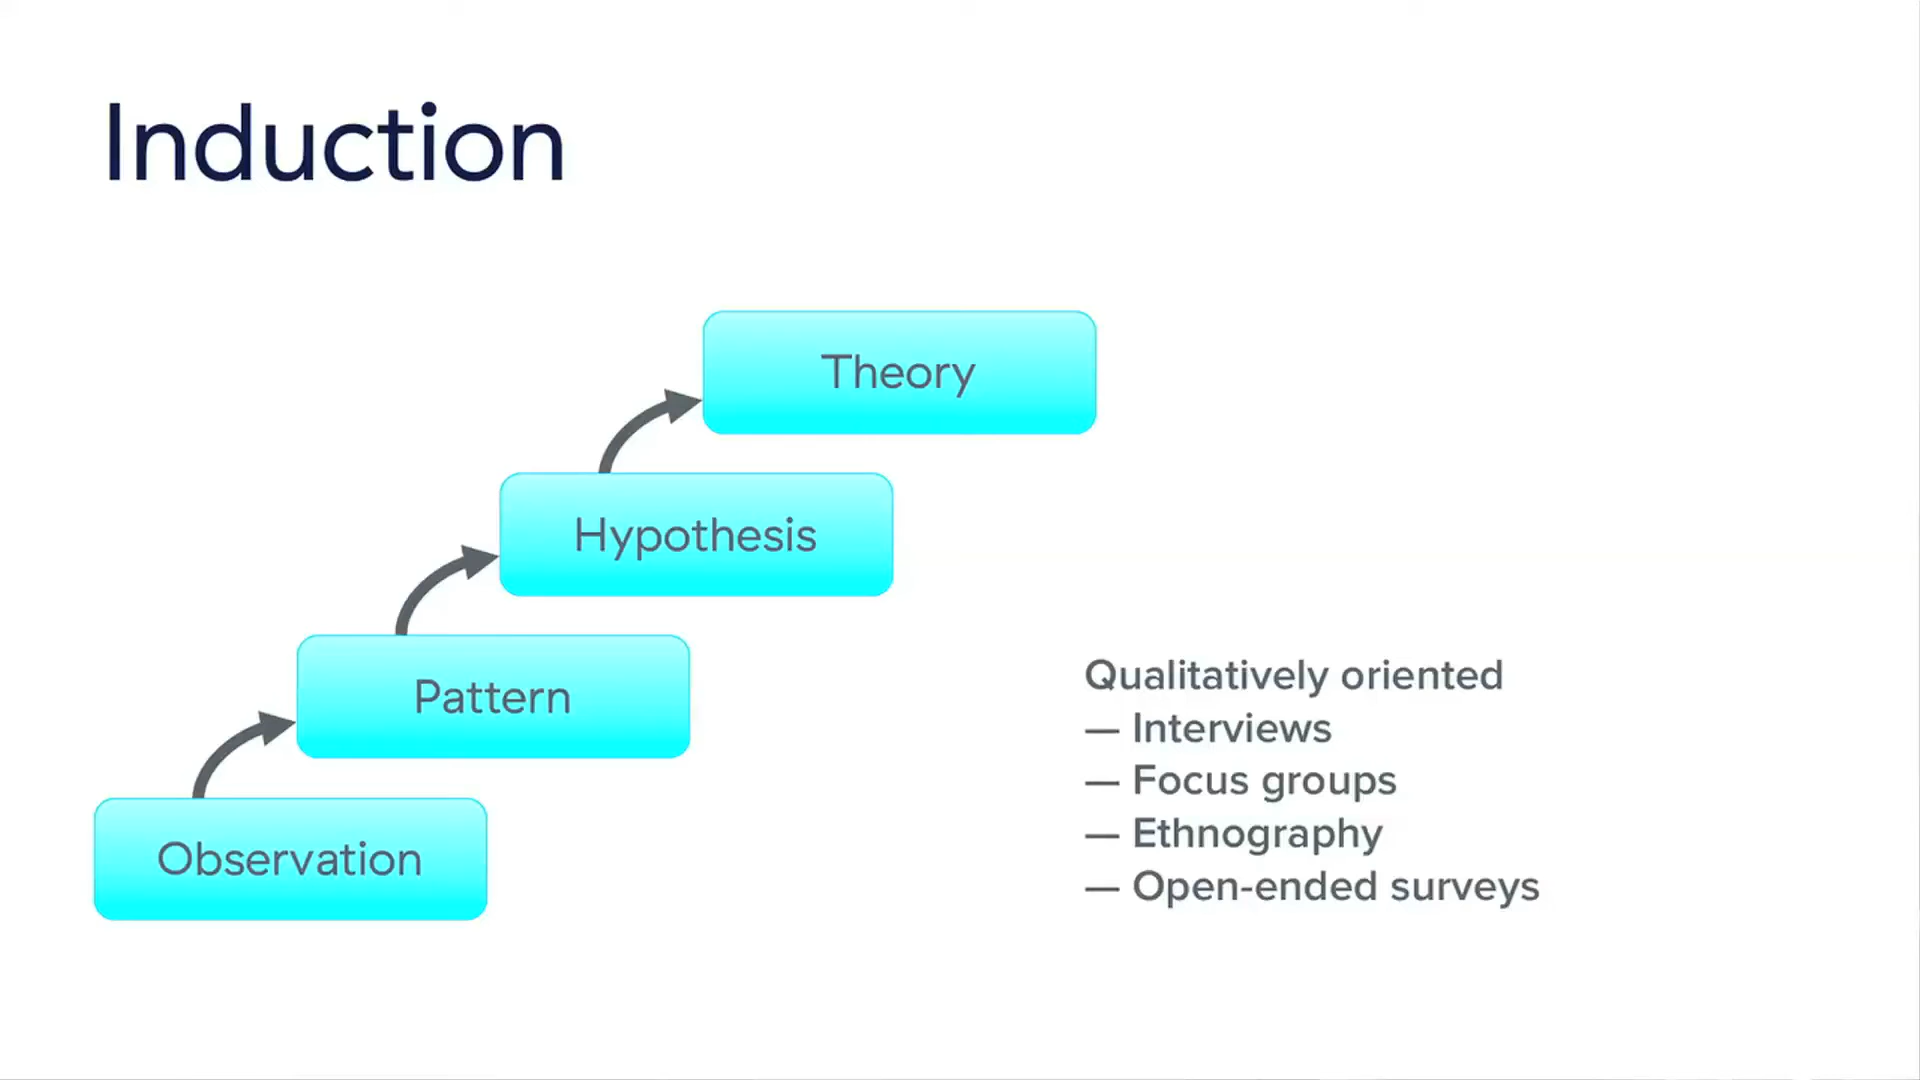 Induction
Theory
Hypothesis
Pattern
Observation
Qualitatively oriented
— Interviews
— Focus groups
— Ethnography
— Open-ended surveys